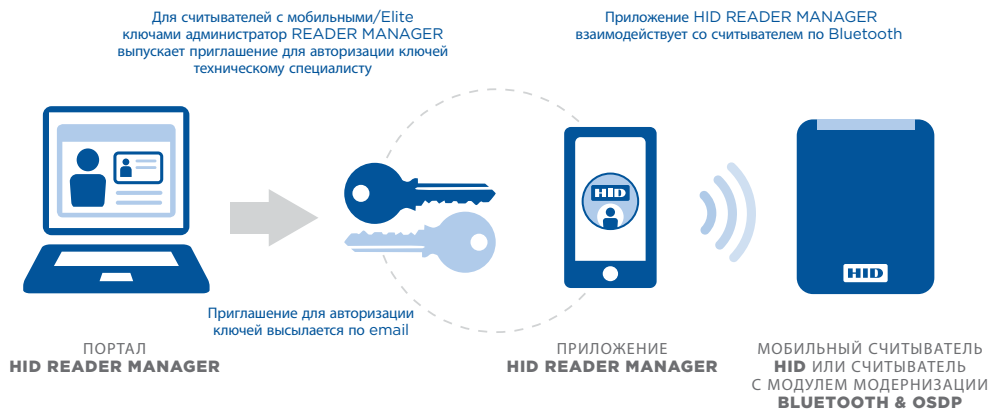 Для считывателей с мобильными/Elite
ключами администратор READER MANAGER
выпускает приглашение для авторизации ключей
техническому специалисту
Приложение HID READER MANAGER
взаимодействует со считывателем по Bluetooth
HID
HID
Приглашение для авторизации
ключей высылается по email
ПОРТАЛ
HID READER MANAGER
ПРИЛОЖЕНИЕ
HID READER MANAGER
МОБИЛЬНЫЙ СЧИТЫВАТЕЛЬ
HID ИЛИ СЧИТЫВАТЕЛЬ
С МОДУЛЕМ МОДЕРНИЗАЦИИ
BLUETOOTH & OSDP